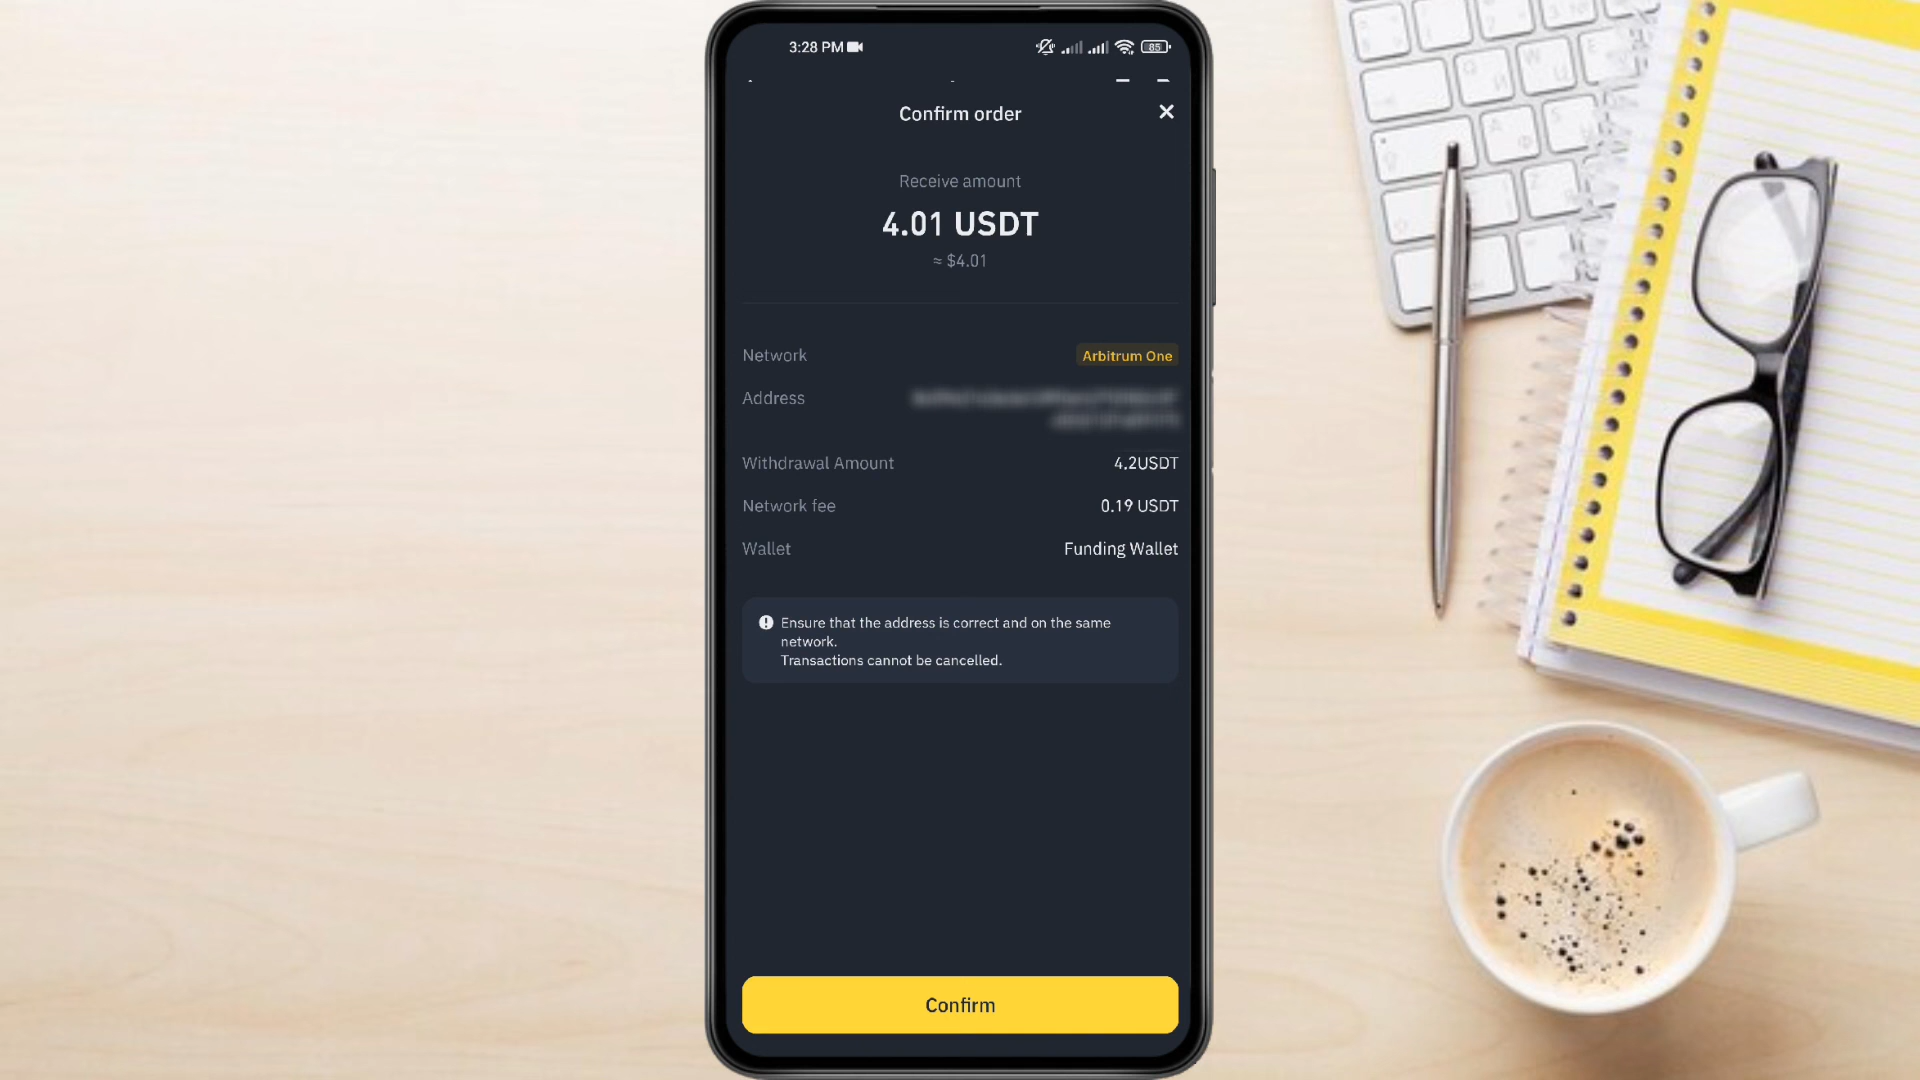 3:28 PM
85
Confirm order
Receive amount
4.01 USDT
≈ $4.01
Network
Arbitrum One
Address
Withdrawal Amount
4.2USDT
Network fee
0.19 USDT
Wallet
Funding Wallet
Ensure that the address is correct and on the same
network.
Transactions cannot be cancelled.
Confirm